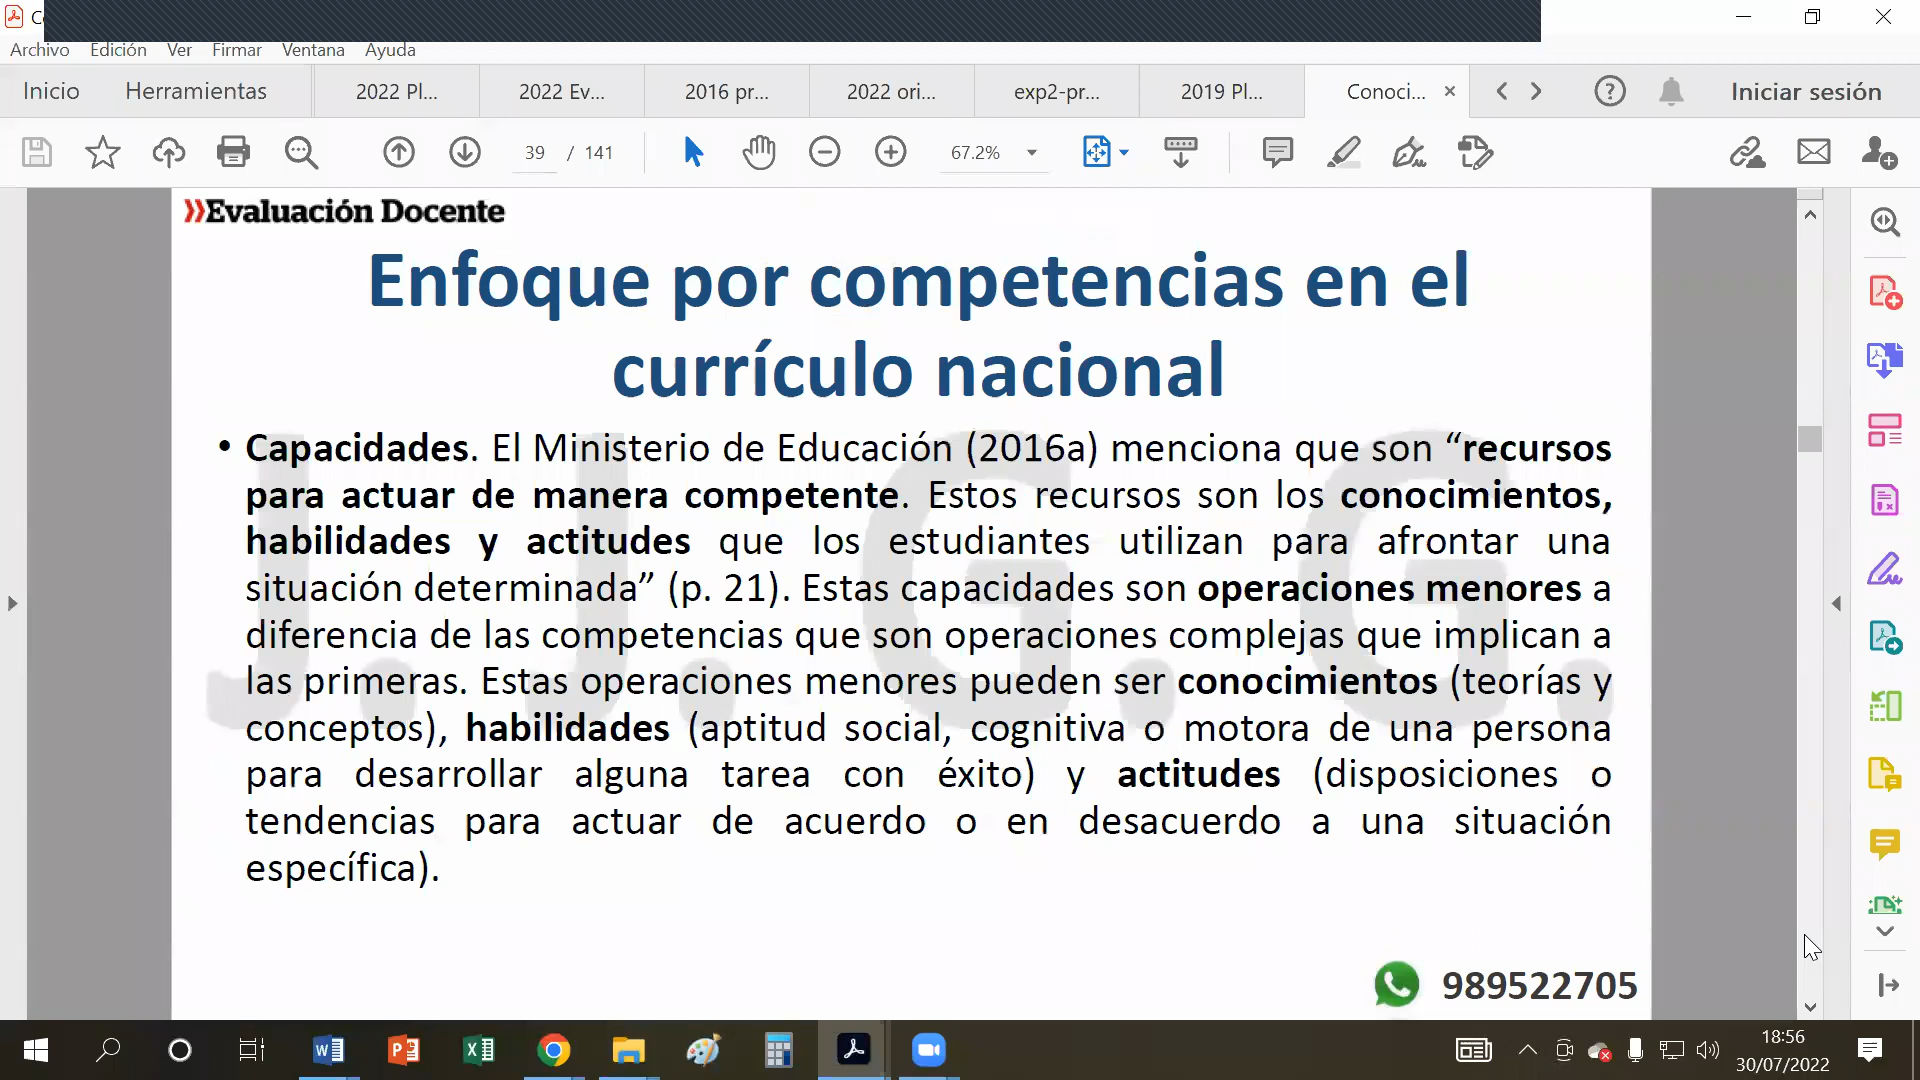 Archivo Edición Ver Firmar Ventana Ayuda
Inicio Herramientas 2022 Pl... 2022 Ev... 2016 pr... 2022 ori... exp2-pr... 2019 Pl... Conoci... × Iniciar sesión
39 / 141 67.2%
Evaluación Docente
Enfoque por competencias en el
currículo nacional
• Capacidades. El Ministerio de Educación (2016a) menciona que son “recursos
para actuar de manera competente. Estos recursos son los conocimientos,
habilidades y actitudes que los estudiantes utilizan para afrontar una
situación determinada” (p. 21). Estas capacidades son operaciones menores a
diferencia de las competencias que son operaciones complejas que implican a
las primeras. Estas operaciones menores pueden ser conocimientos (teorías y
conceptos), habilidades (aptitud social, cognitiva o motora de una persona
para desarrollar alguna tarea con éxito) y actitudes (disposiciones o
tendencias para actuar de acuerdo o en desacuerdo a una situación
específica).
J. J. G. G.
989522705
18:56
30/07/2022